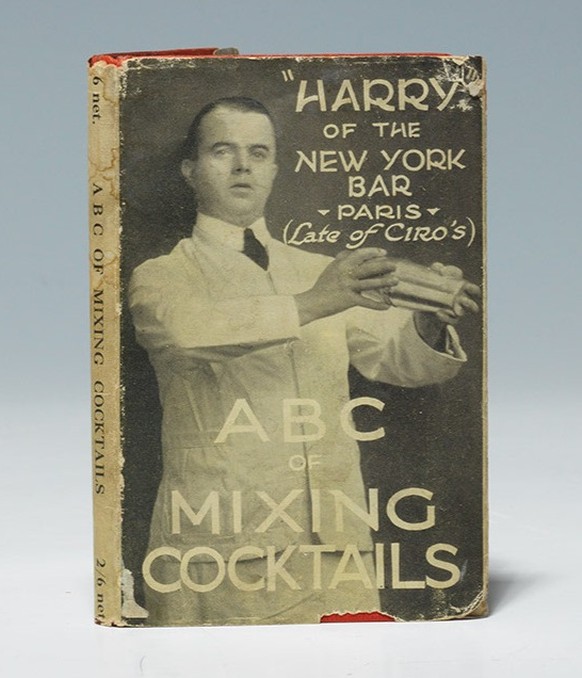 "HARRY"
OF THE
NEW YORK
BAR
PARIS
(Late of CIRO'S)
ABC
OF
MIXING
COCKTAILS
6 net.
ABC OF MIXING COCKTAILS
2/6 net